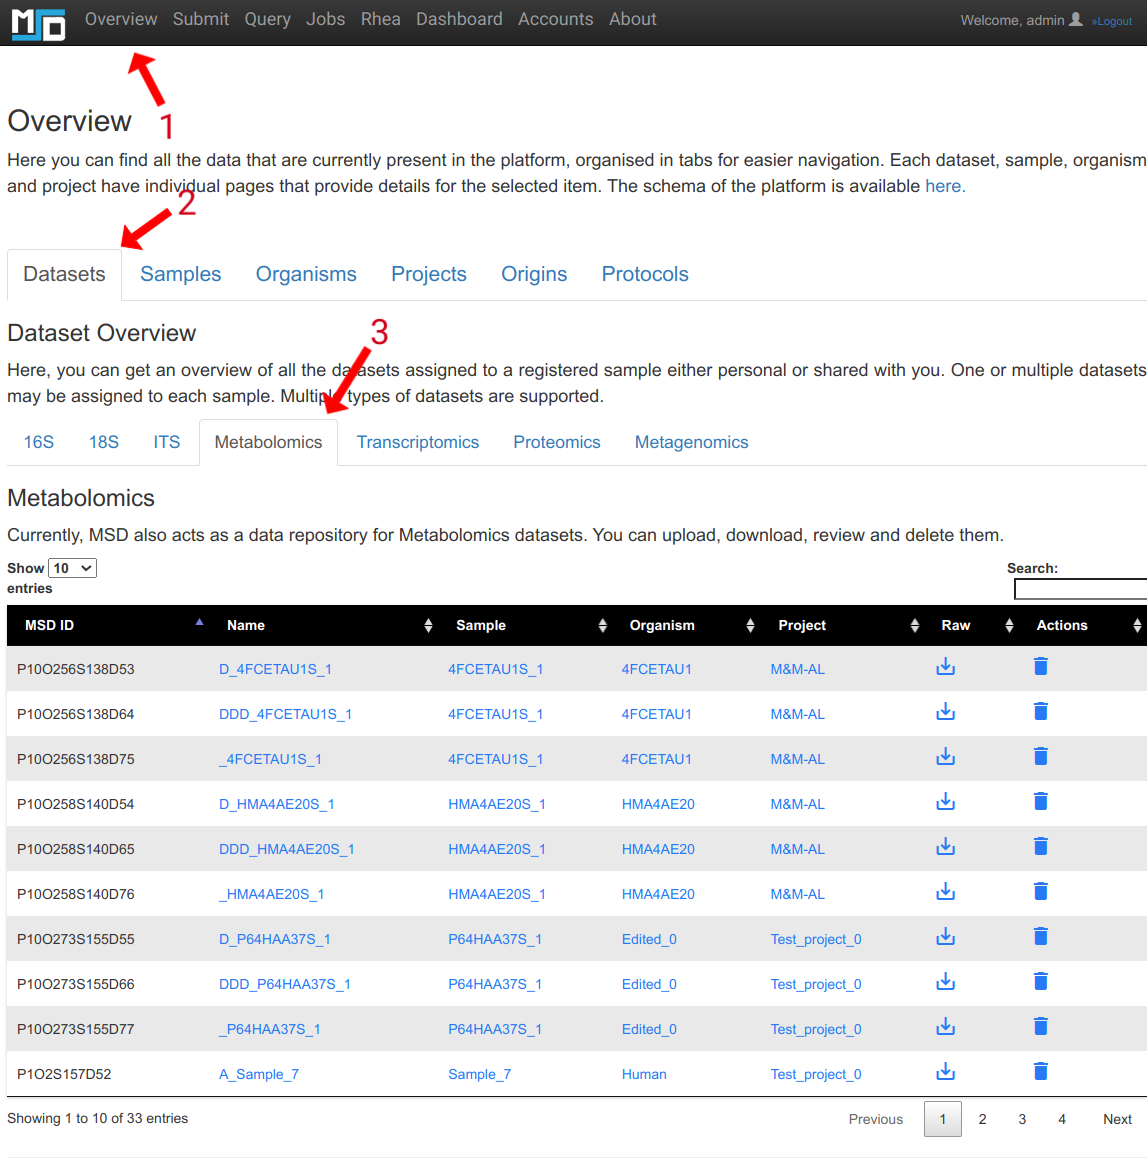 MSD Overview Submit Query Jobs Rhea Dashboard Accounts About Welcome, admin »Logout
1
Overview
Here you can find all the data that are currently present in the platform, organised in tabs for easier navigation. Each dataset, sample, organism
and project have individual pages that provide details for the selected item. The schema of the platform is available here.
2
Datasets Samples Organisms Projects Origins Protocols
3
Dataset Overview
Here, you can get an overview of all the datasets assigned to a registered sample either personal or shared with you. One or multiple datasets
may be assigned to each sample. Multiple types of datasets are supported.
16S 18S ITS Metabolomics Transcriptomics Proteomics Metagenomics
Metabolomics
Currently, MSD also acts as a data repository for Metabolomics datasets. You can upload, download, review and delete them.
Show 10 Search:
entries
MSD ID Name Sample Organism Project Raw Actions
P10O256S138D53 D_4FCETAU1S_1 4FCETAU1S_1 4FCETAU1 M&M-AL
P10O256S138D64 DDD_4FCETAU1S_1 4FCETAU1S_1 4FCETAU1 M&M-AL
P10O256S138D75 _4FCETAU1S_1 4FCETAU1S_1 4FCETAU1 M&M-AL
P10O258S140D54 D_HMA4AE20S_1 HMA4AE20S_1 HMA4AE20 M&M-AL
P10O258S140D65 DDD_HMA4AE20S_1 HMA4AE20S_1 HMA4AE20 M&M-AL
P10O258S140D76 _HMA4AE20S_1 HMA4AE20S_1 HMA4AE20 M&M-AL
P10O273S155D55 D_P64HAA37S_1 P64HAA37S_1 Edited_0 Test_project_0
P10O273S155D66 DDD_P64HAA37S_1 P64HAA37S_1 Edited_0 Test_project_0
P10O273S155D77 _P64HAA37S_1 P64HAA37S_1 Edited_0 Test_project_0
P1O2S157D52 A_Sample_7 Sample_7 Human Test_project_0
Showing 1 to 10 of 33 entries Previous 1 2 3 4 Next